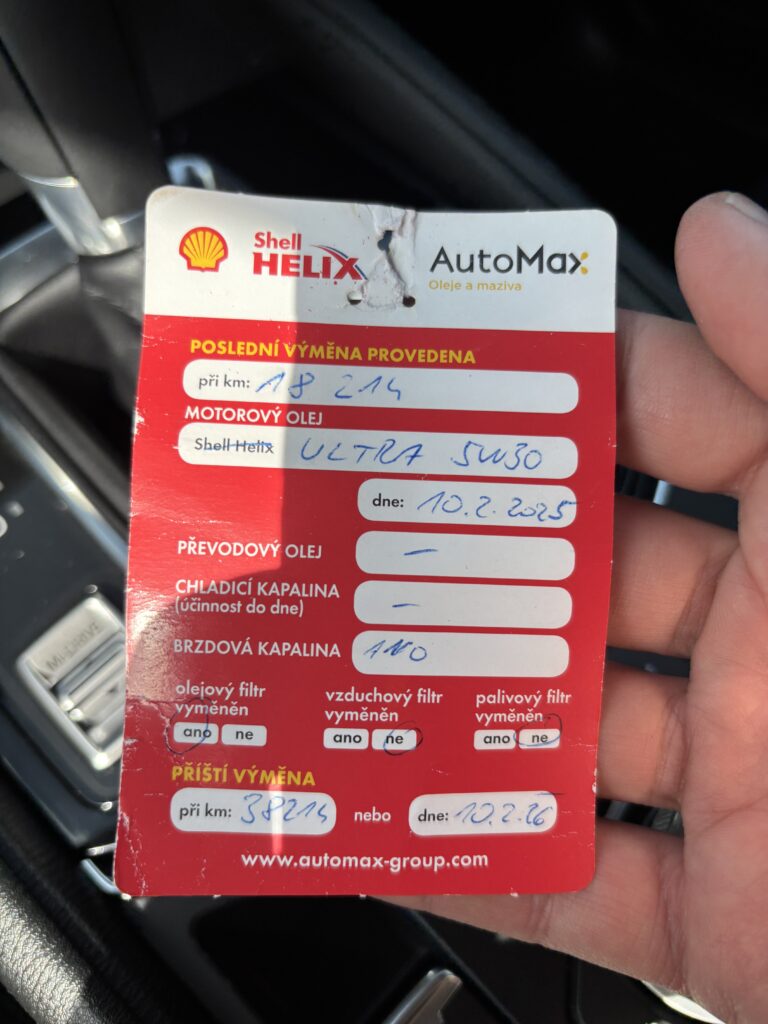 Shell
HELIX
AutoMax
Oleje a maziva
POSLEDNÍ VÝMĚNA PROVEDENA
při km: 18 214
MOTOROVÝ OLEJ
Shell Helix ULTRA 5W30
dne: 10.2.2025
PŘEVODOVÝ OLEJ –
CHLADICÍ KAPALINA –
(účinnost do dne)
BRZDOVÁ KAPALINA ANO
olejový filtr vyměněn
ano ne
vzduchový filtr vyměněn
ano ne
palivový filtr vyměněn
ano ne
PŘÍŠTÍ VÝMĚNA
při km: 38214 nebo dne: 10.2.26
www.automax-group.com
MI-DRIVE